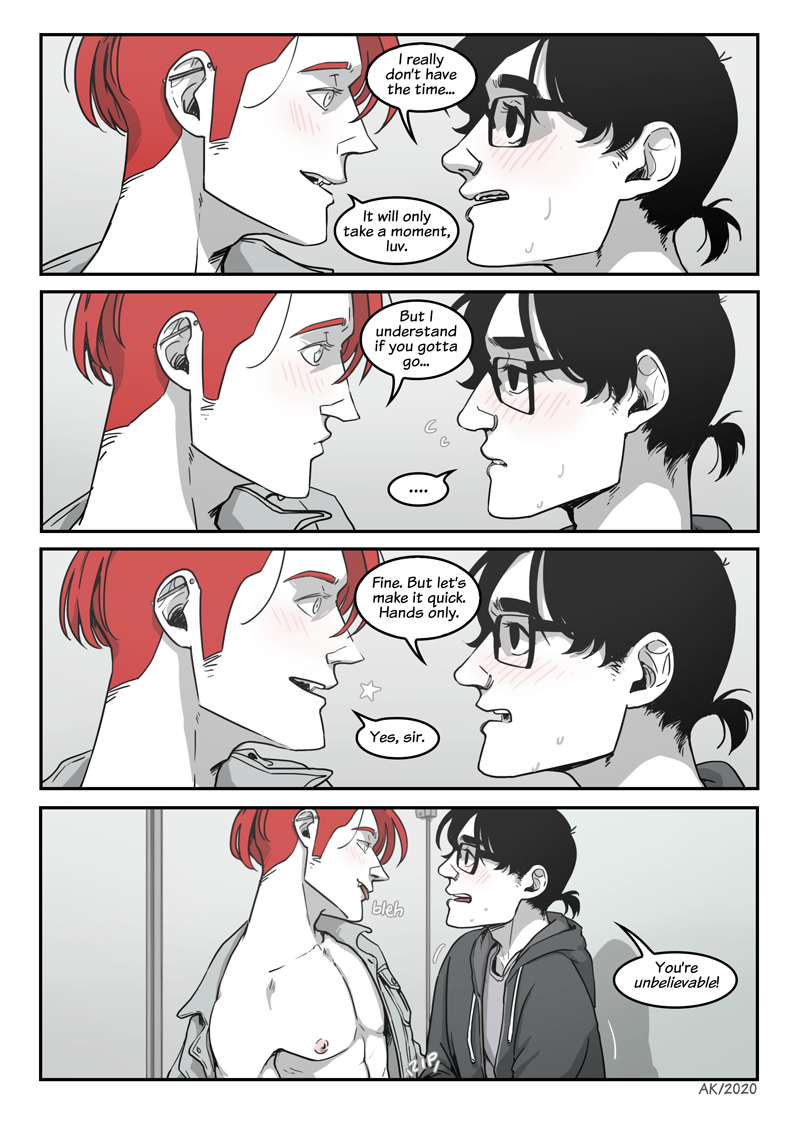 I really
don't have
the time...
It will only
take a moment,
luv.
But I
understand
if you gotta
go...
....
Fine. But let's
make it quick.
Hands only.
Yes, sir.
bleh
You're
unbelievable!
ZIP
AK/2020